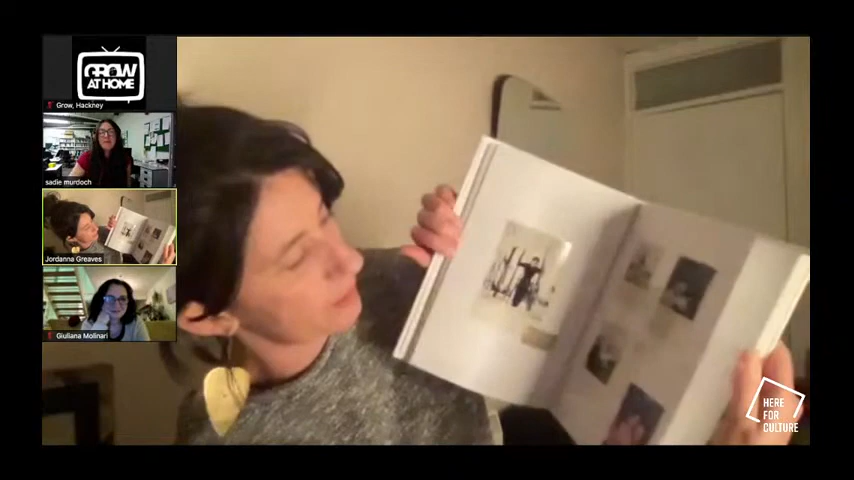 GROW
AT HOME
Grow, Hackney
sadie murdoch
Jordanna Greaves
Giuliana Molinari
HERE
FOR
CULTURE